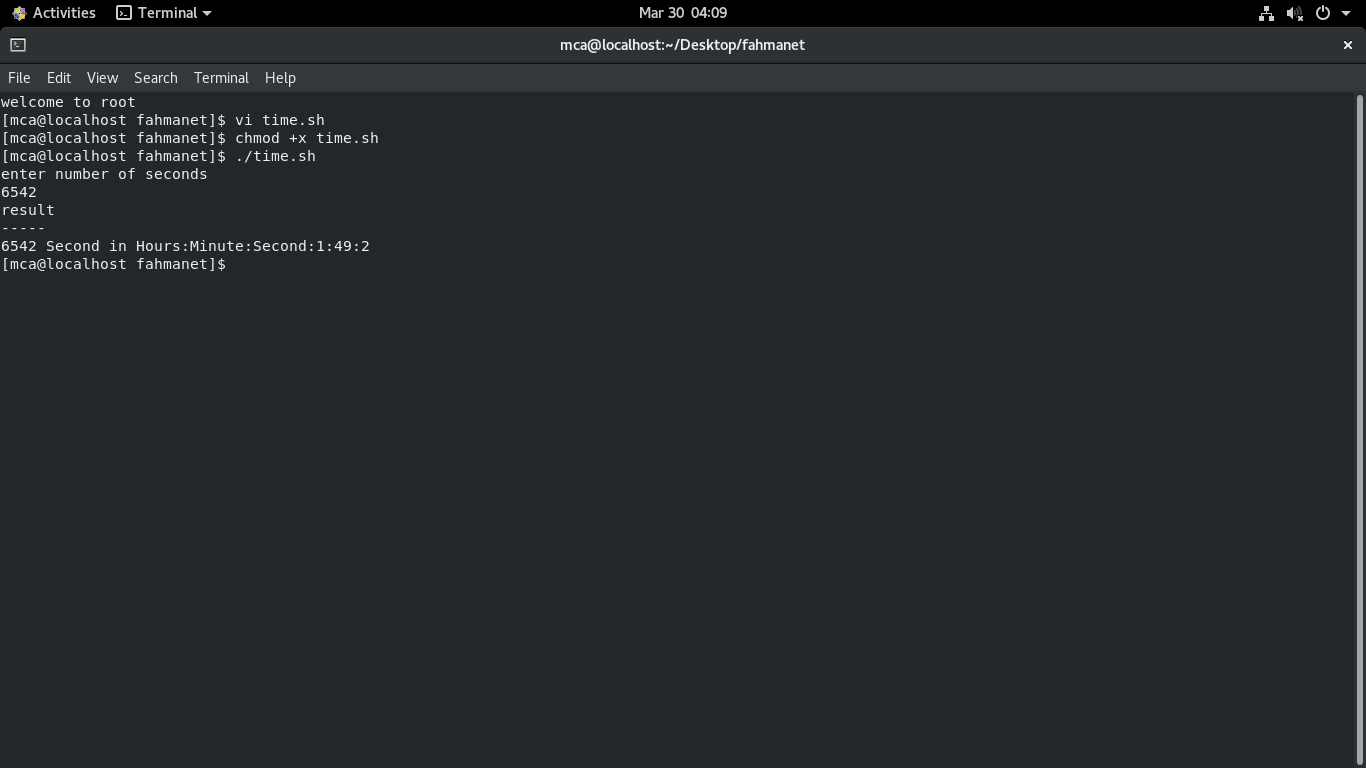 Activities Terminal Mar 30 04:09
mca@localhost:~/Desktop/fahmanet
File Edit View Search Terminal Help
welcome to root
[mca@localhost fahmanet]$ vi time.sh
[mca@localhost fahmanet]$ chmod +x time.sh
[mca@localhost fahmanet]$ ./time.sh
enter number of seconds
6542
result
-----
6542 Second in Hours:Minute:Second:1:49:2
[mca@localhost fahmanet]$